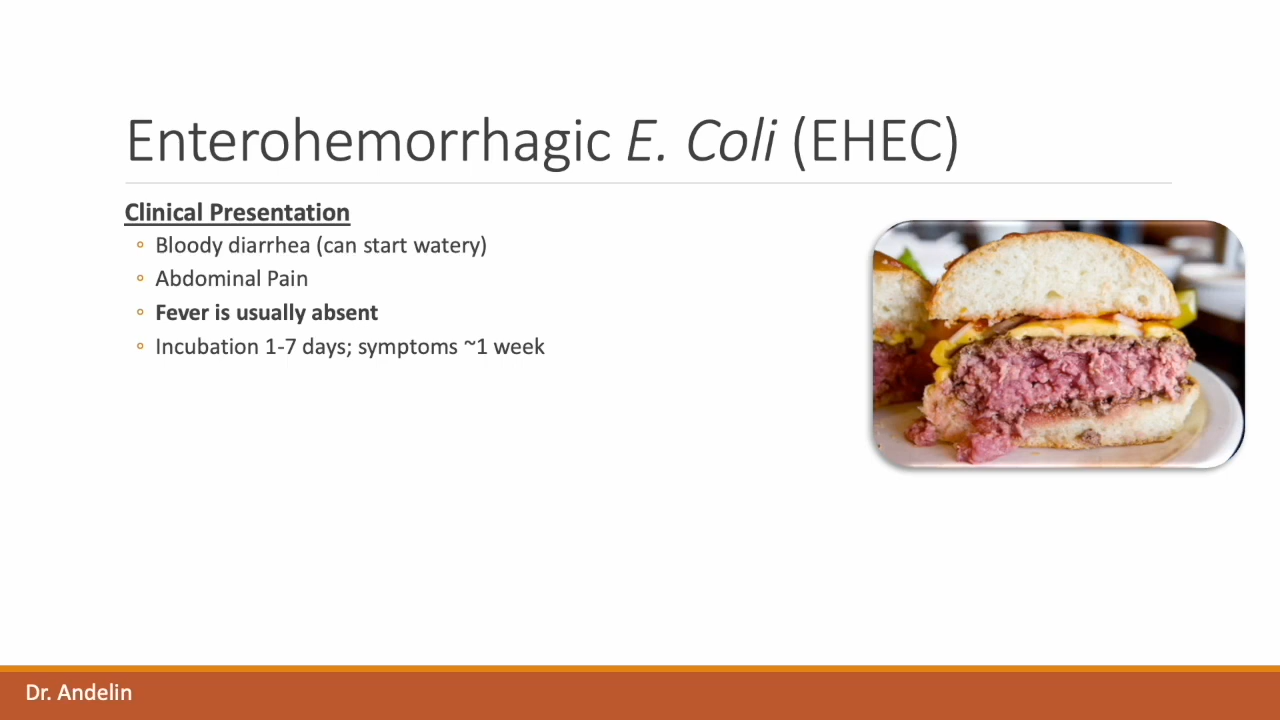 Enterohemorrhagic E. Coli (EHEC)
Clinical Presentation
◦ Bloody diarrhea (can start watery)
◦ Abdominal Pain
◦ Fever is usually absent
◦ Incubation 1-7 days; symptoms ~1 week
Dr. Andelin